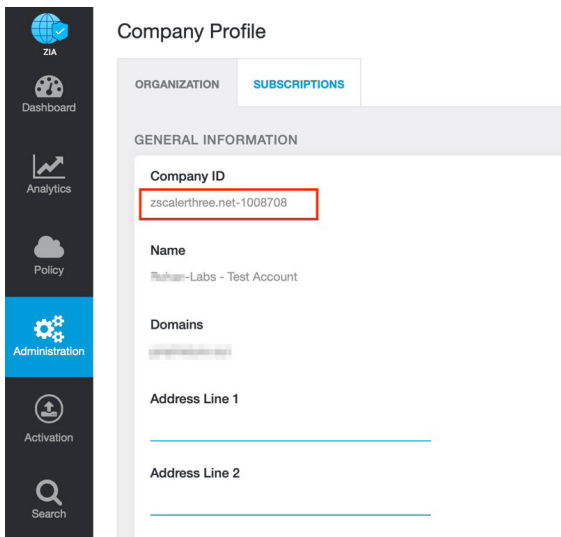 ZIA
Dashboard
Analytics
Policy
Administration
Activation
Search
Company Profile
ORGANIZATION
SUBSCRIPTIONS
GENERAL INFORMATION
Company ID
zscalerthree.net-1008708
Name
-Labs - Test Account
Domains
Address Line 1
Address Line 2